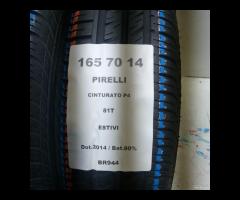 165 70 14
PIRELLI
CINTURATO P4
81T
ESTIVI
Dot.2014 / Bat.80%
BR944